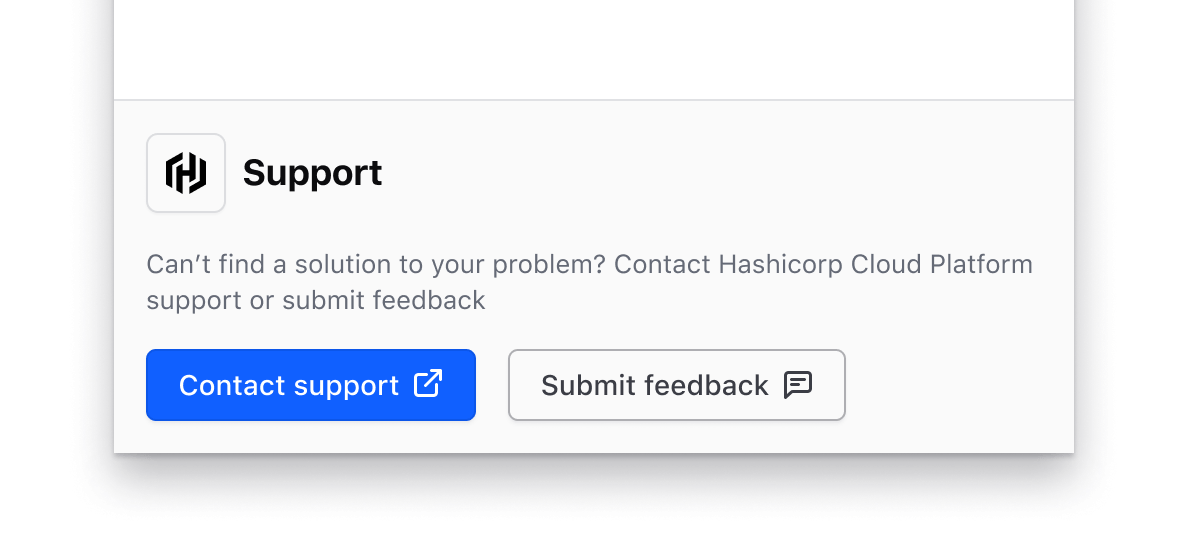 Support
Can’t find a solution to your problem? Contact Hashicorp Cloud Platform
support or submit feedback
Contact support
Submit feedback